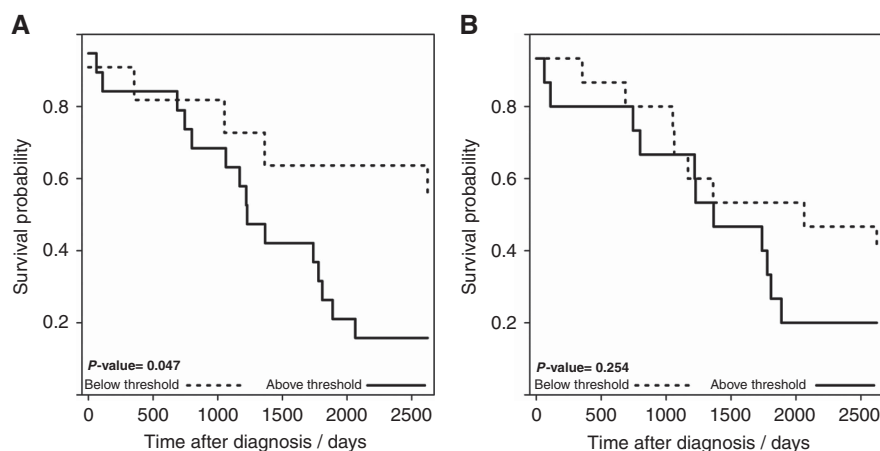 A
Survival probability
0.8
0.6
0.4
0.2
P-value= 0.047
Below threshold Above threshold
0 500 1000 1500 2000 2500
Time after diagnosis / days
B
Survival probability
0.8
0.6
0.4
0.2
P-value= 0.254
Below threshold Above threshold
0 500 1000 1500 2000 2500
Time after diagnosis / days